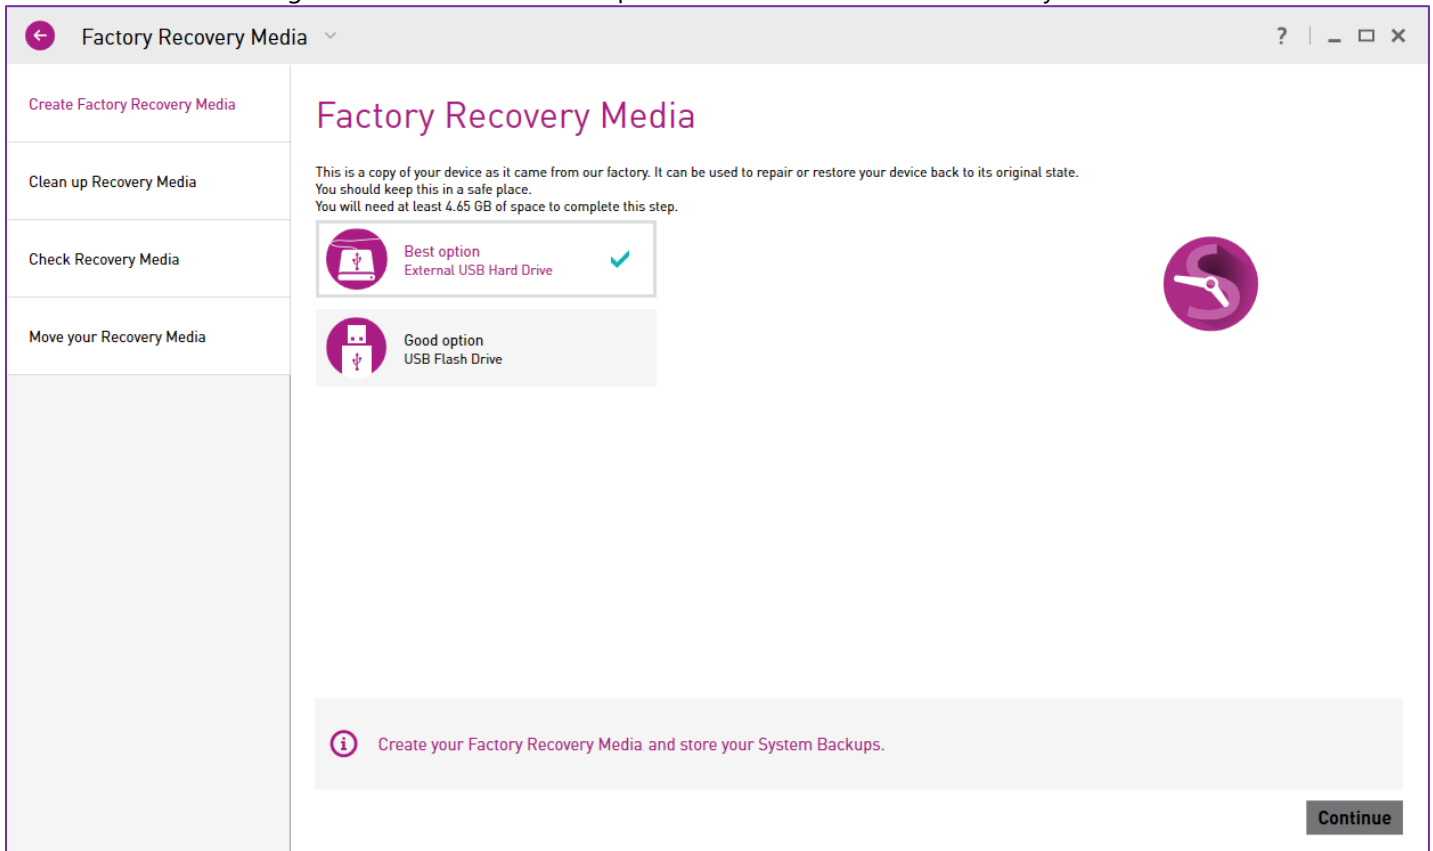 Factory Recovery Media
?
Create Factory Recovery Media
Clean up Recovery Media
Check Recovery Media
Move your Recovery Media
Factory Recovery Media
This is a copy of your device as it came from our factory. It can be used to repair or restore your device back to its original state.
You should keep this in a safe place.
You will need at least 4.65 GB of space to complete this step.
Best option
External USB Hard Drive
Good option
USB Flash Drive
Create your Factory Recovery Media and store your System Backups.
Continue